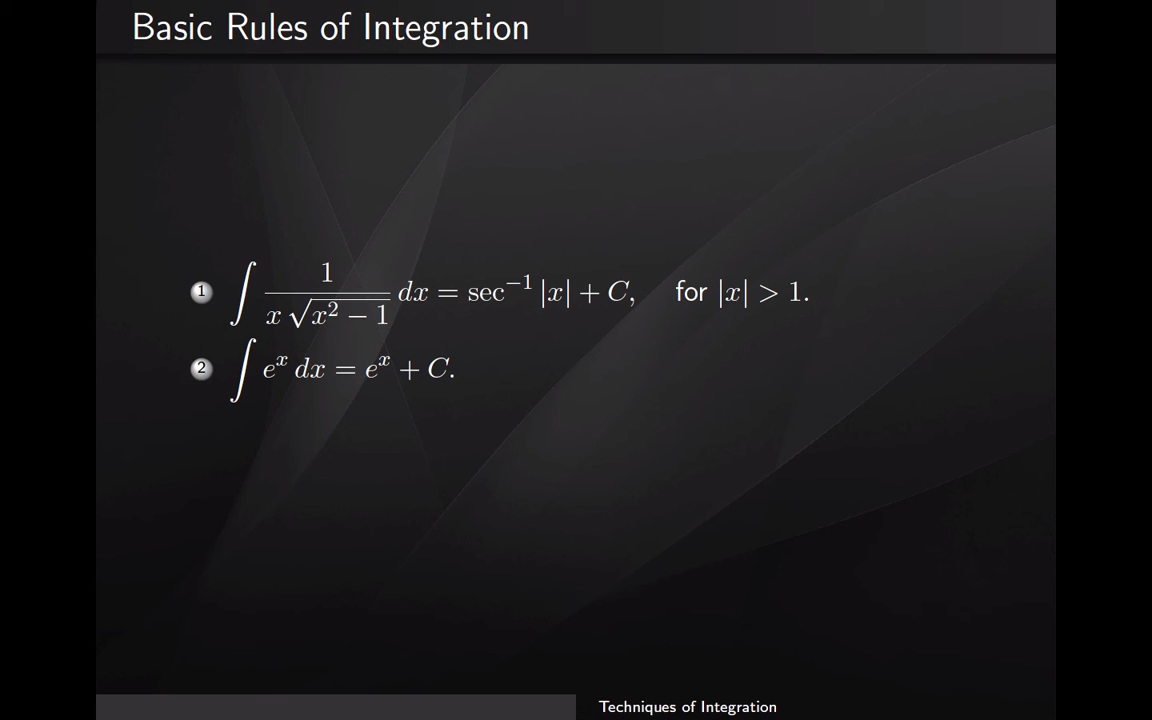 Basic Rules of Integration
1 ∫ 1/(x √(x² − 1)) dx = sec⁻¹ |x| + C, for |x| > 1.
2 ∫ eˣ dx = eˣ + C.
Techniques of Integration